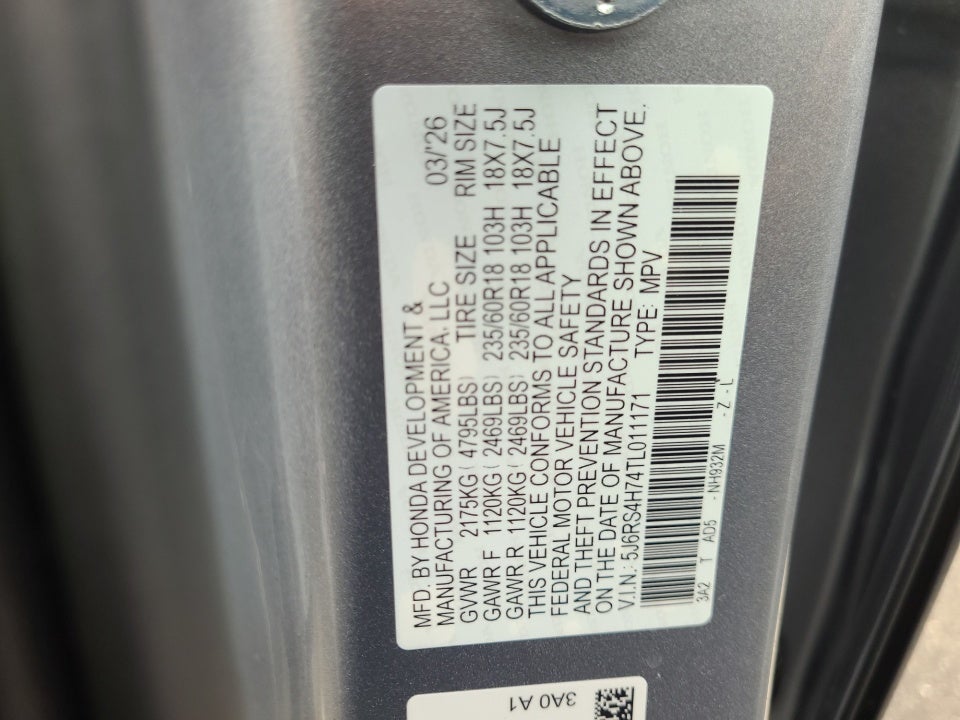 MFD. BY HONDA DEVELOPMENT &
MANUFACTURING OF AMERICA, LLC 03/'26
GVWR 2175KG ( 4795LBS) TIRE SIZE RIM SIZE
GAWR F 1120KG ( 2469LBS) 235/60R18 103H 18X7.5J
GAWR R 1120KG ( 2469LBS) 235/60R18 103H 18X7.5J
THIS VEHICLE CONFORMS TO ALL APPLICABLE
FEDERAL MOTOR VEHICLE SAFETY
AND THEFT PREVENTION STANDARDS IN EFFECT
ON THE DATE OF MANUFACTURE SHOWN ABOVE.
V.I.N.: 5J6RS4H74TL011171 TYPE: MPV
3A2 T AD5 - NH932M - Z - L
3A0 A1